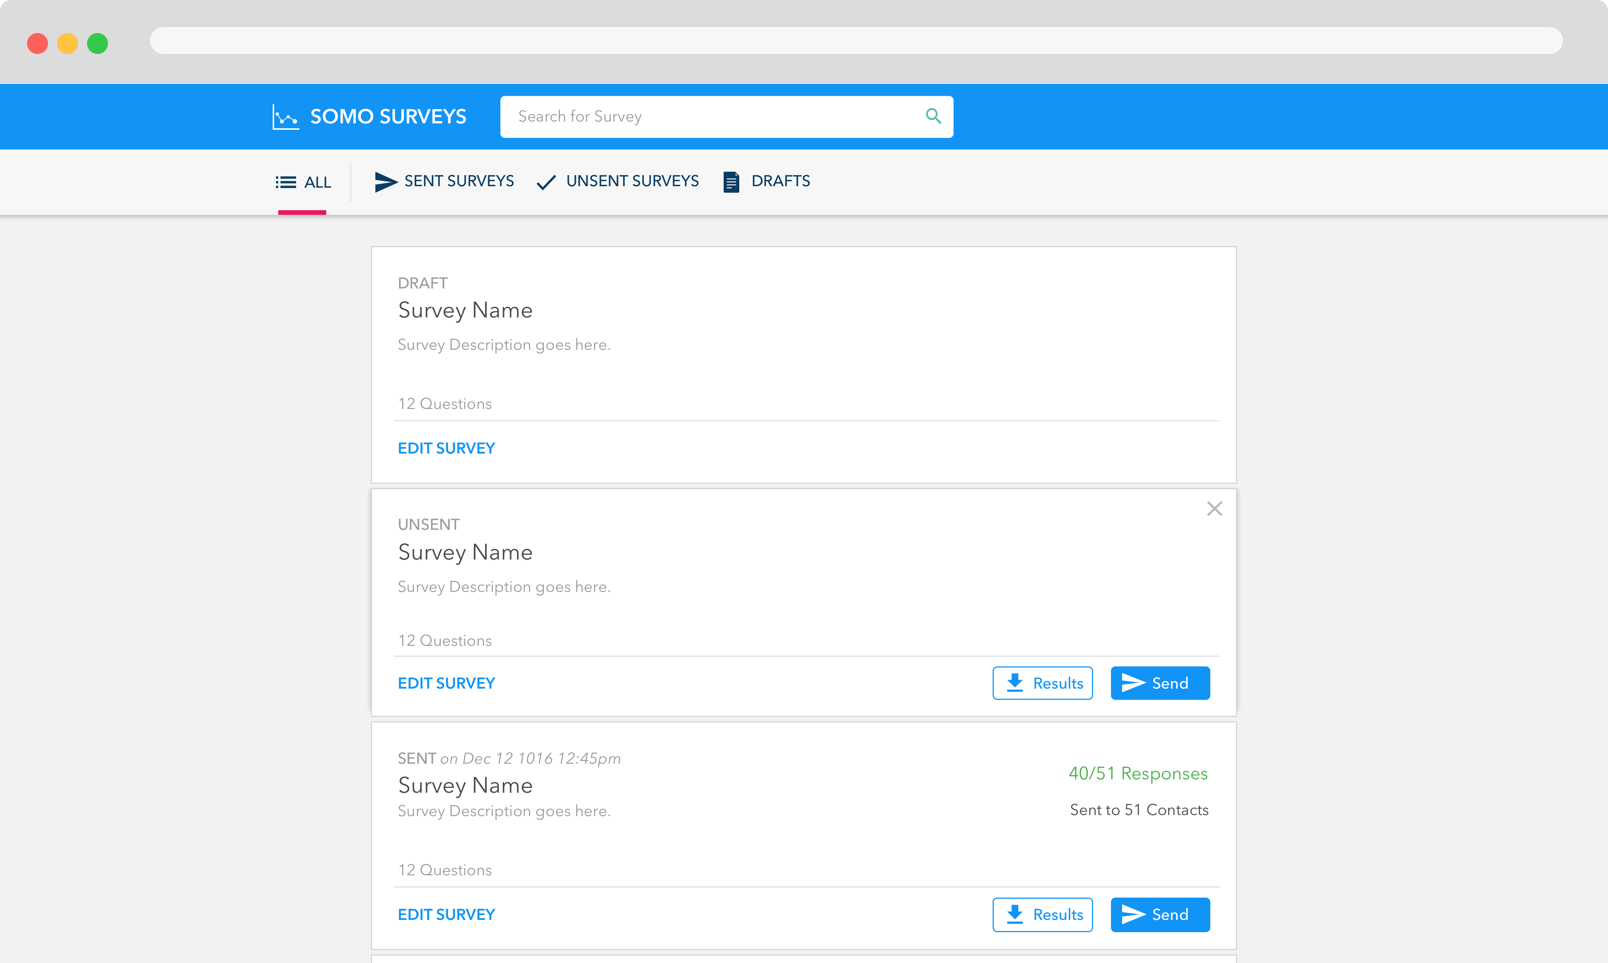 SOMO SURVEYS
Search for Survey
ALL
SENT SURVEYS
UNSENT SURVEYS
DRAFTS
DRAFT
Survey Name
Survey Description goes here.
12 Questions
EDIT SURVEY
UNSENT
Survey Name
Survey Description goes here.
12 Questions
EDIT SURVEY
Results
Send
SENT on Dec 12 1016 12:45pm
Survey Name
Survey Description goes here.
40/51 Responses
Sent to 51 Contacts
12 Questions
EDIT SURVEY
Results
Send